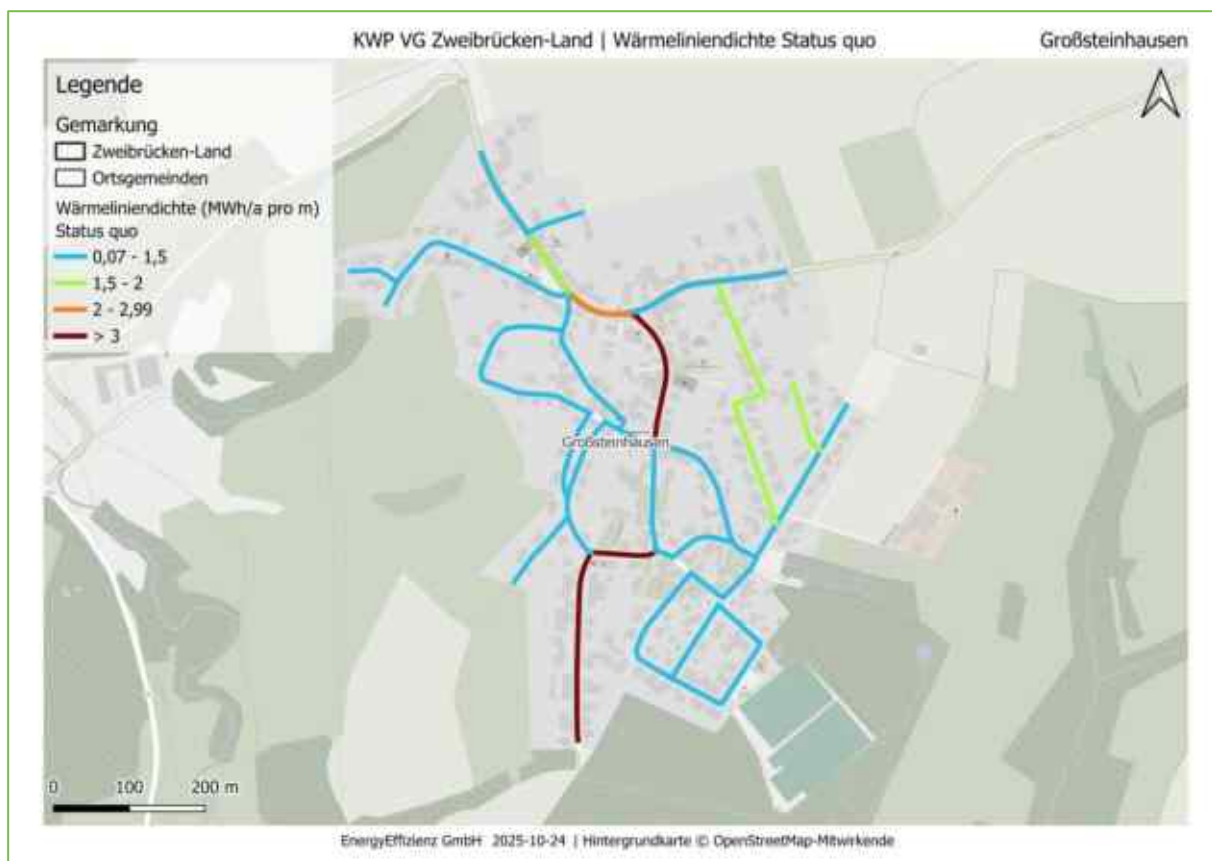 KWP VG Zweibrücken-Land | Wärmeliniendichte Status quo
Großsteinhausen
Legende
Gemarkung
Zweibrücken-Land
Ortsgemeinden
Wärmeliniendichte (MWh/a pro m)
Status quo
0,07 - 1,5
1,5 - 2
2 - 2,99
> 3
Großsteinhausen
0 100 200 m
EnergyEffizienz GmbH 2025-10-24 | Hintergrundkarte © OpenStreetMap-Mitwirkende